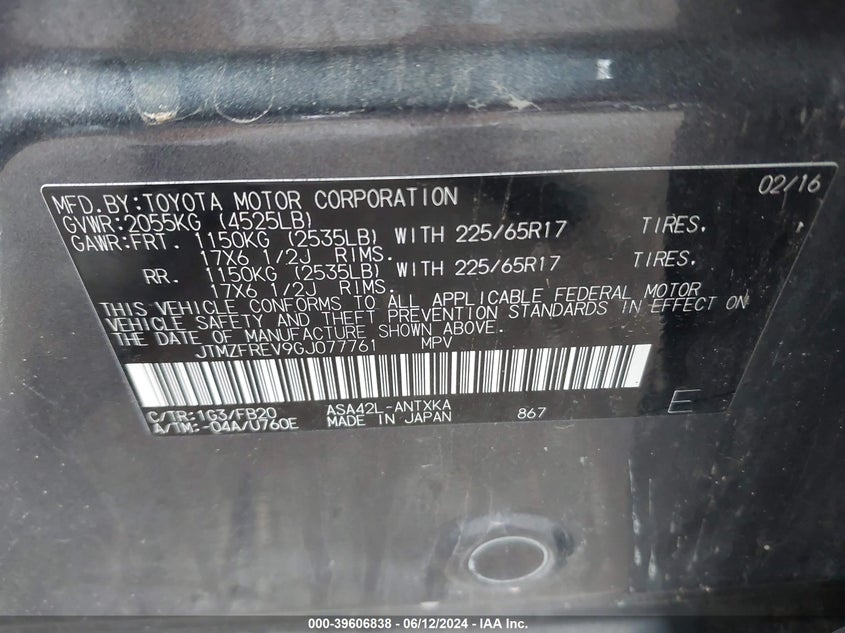 MFD.BY:TOYOTA MOTOR CORPORATION 02/16
GVWR:2055KG (4525LB)
GAWR:FRT. 1150KG (2535LB) WITH 225/65R17 TIRES.
17X6 1/2J RIMS.
RR. 1150KG (2535LB) WITH 225/65R17 TIRES.
17X6 1/2J RIMS.
THIS VEHICLE CONFORMS TO ALL APPLICABLE FEDERAL MOTOR
VEHICLE SAFETY AND THEFT PREVENTION STANDARDS IN EFFECT ON
THE DATE OF MANUFACTURE SHOWN ABOVE.
JTMZFREV9GJ077761 MPV
C/TR:1G3/FB20 ASA42L-ANTXKA 867 E
A/TM:-04A/U760E MADE IN JAPAN
000-39606838 - 06/12/2024 - IAA Inc.